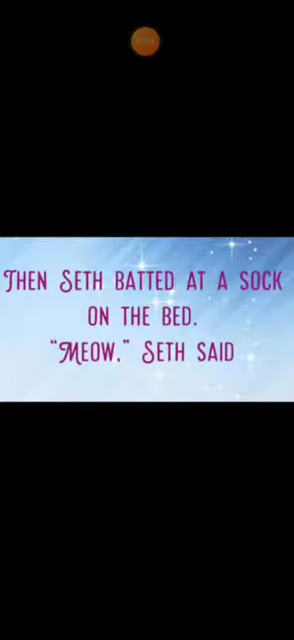 THEN SETH BATTED AT A SOCK
ON THE BED.
“MEOW,” SETH SAID